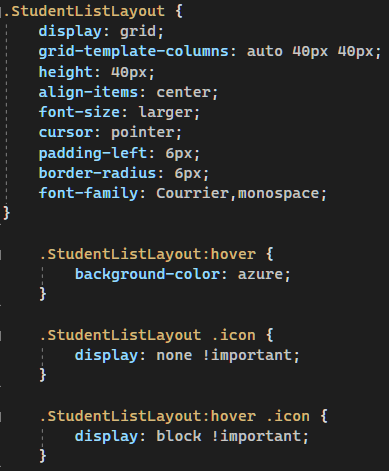 .StudentListLayout {
display: grid;
grid-template-columns: auto 40px 40px;
height: 40px;
align-items: center;
font-size: larger;
cursor: pointer;
padding-left: 6px;
border-radius: 6px;
font-family: Courrier,monospace;
}
.StudentListLayout:hover {
background-color: azure;
}
.StudentListLayout .icon {
display: none !important;
}
.StudentListLayout:hover .icon {
display: block !important;
}